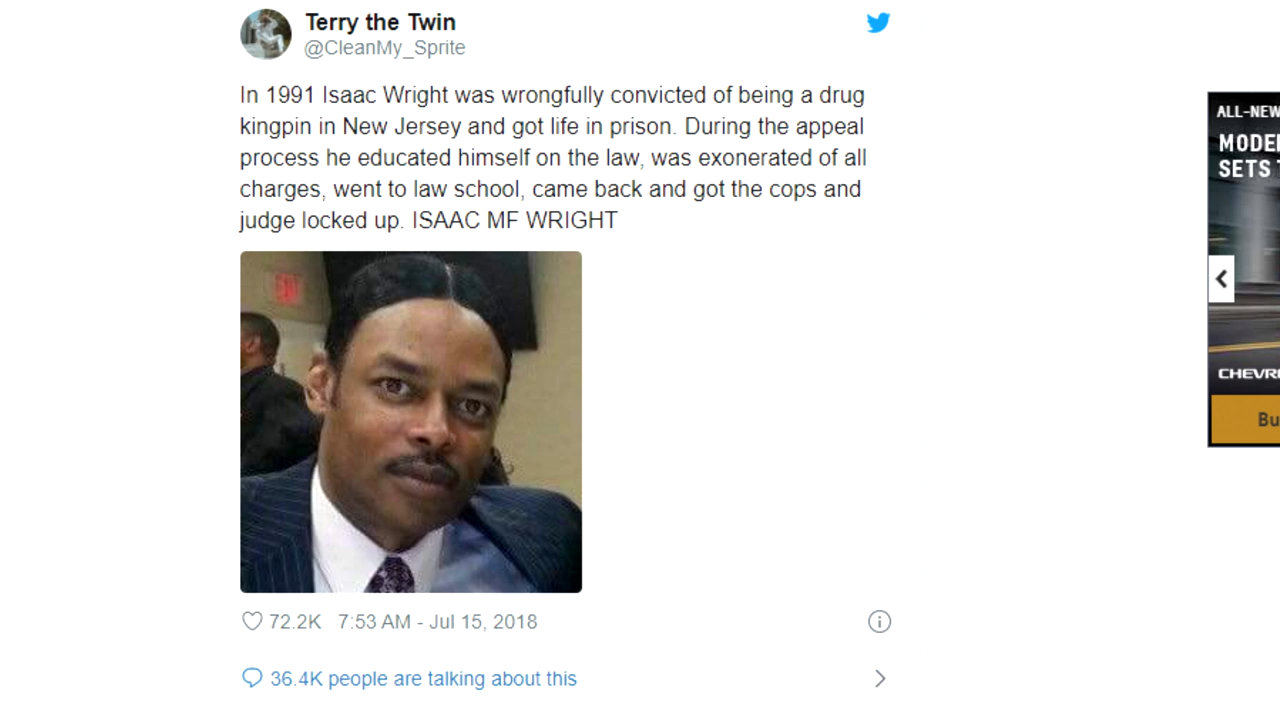 Terry the Twin
@CleanMy_Sprite
In 1991 Isaac Wright was wrongfully convicted of being a drug
kingpin in New Jersey and got life in prison. During the appeal
process he educated himself on the law, was exonerated of all
charges, went to law school, came back and got the cops and
judge locked up. ISAAC MF WRIGHT
72.2K 7:53 AM - Jul 15, 2018
36.4K people are talking about this
ALL-NEW
SETS